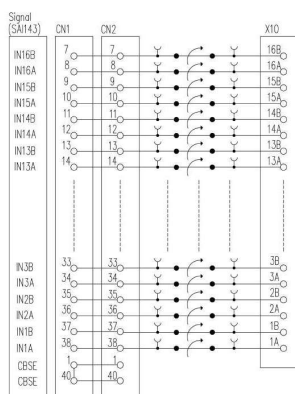 Signal
(SAI143) CN1 CN2 X10
IN16B 7 7 16B
IN16A 8 8 16A
IN15B 9 9 15B
IN15A 10 10 15A
IN14B 11 11 14B
IN14A 12 12 14A
IN13B 13 13 13B
IN13A 14 14 13A
IN3B 33 33 3B
IN3A 34 34 3A
IN2B 35 35 2B
IN2A 36 36 2A
IN1B 37 37 1B
IN1A 38 38 1A
CBSE 1 1
CBSE 40 40